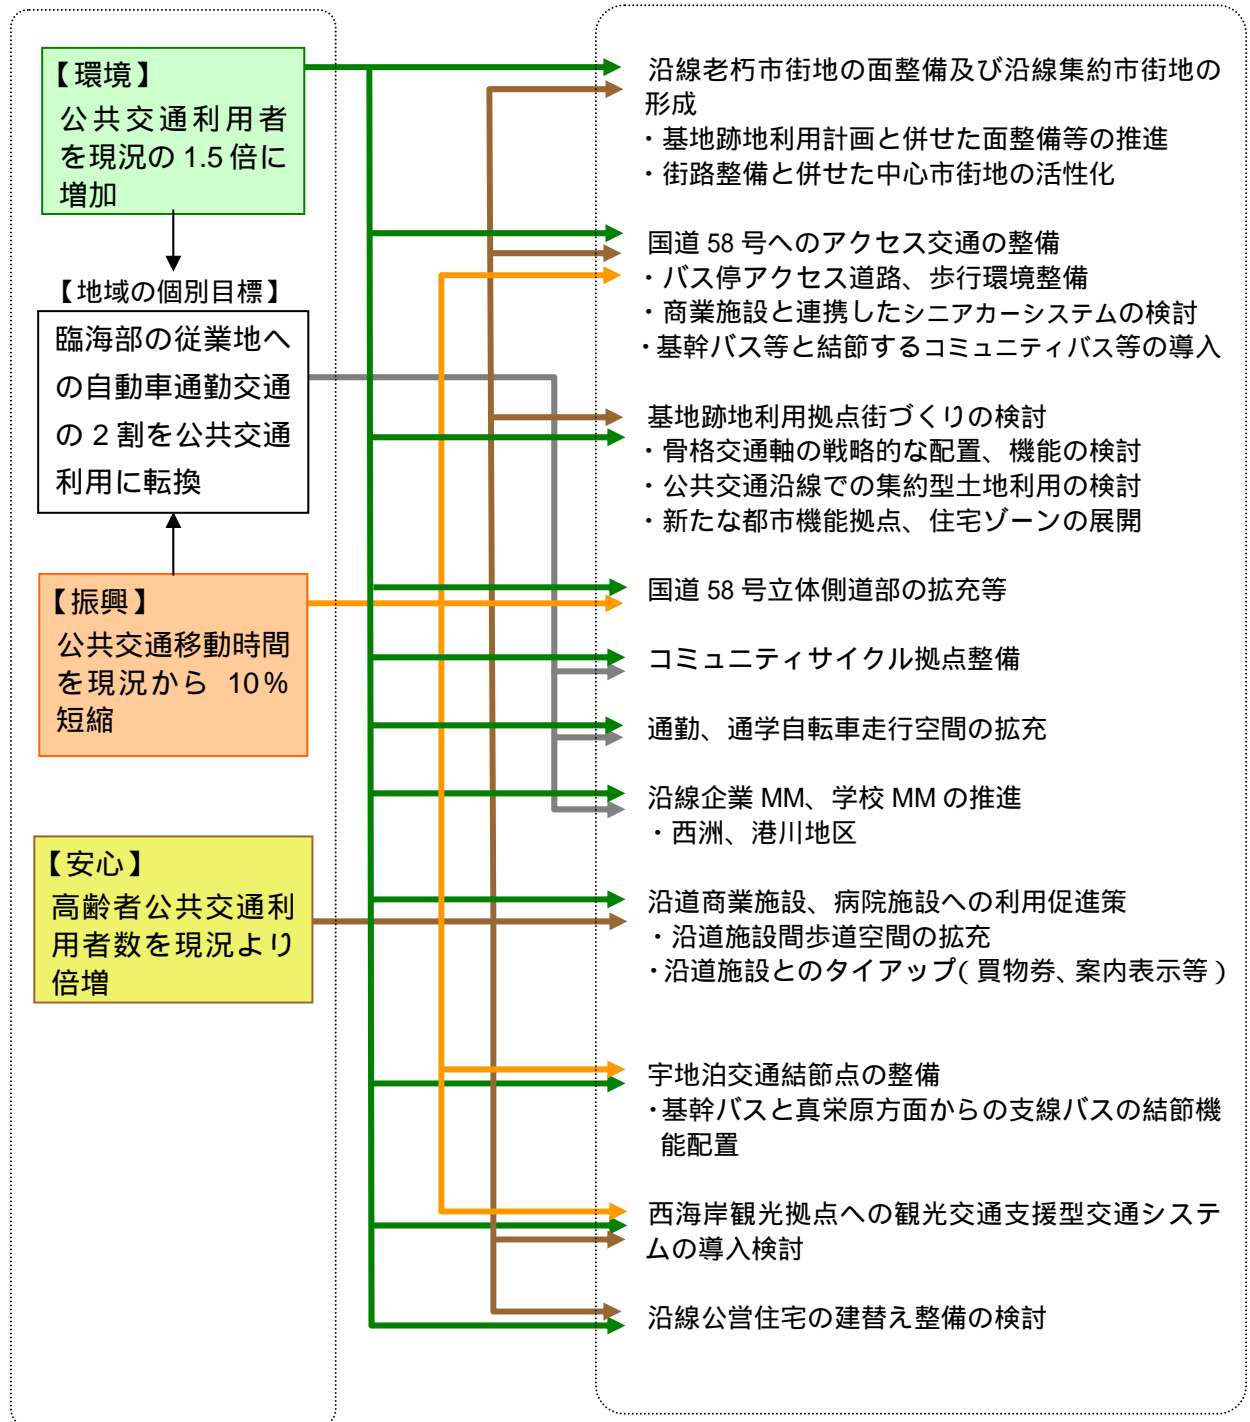 【環境】
公共交通利用者
を現況の 1.5 倍に
増加
【地域の個別目標】
臨海部の従業地へ
の自動車通勤交通
の 2 割を公共交通
利用に転換
【振興】
公共交通移動時間
を現況から 10%
短縮
【安心】
高齢者公共交通利
用者数を現況より
倍増
沿線老朽市街地の面整備及び沿線集約市街地の
形成
・基地跡地利用計画と併せた面整備等の推進
・街路整備と併せた中心市街地の活性化
国道 58 号へのアクセス交通の整備
・バス停アクセス道路、歩行環境整備
・商業施設と連携したシニアカーシステムの検討
・基幹バス等と結節するコミュニティバス等の導入
基地跡地利用拠点街づくりの検討
・骨格交通軸の戦略的な配置、機能の検討
・公共交通沿線での集約型土地利用の検討
・新たな都市機能拠点、住宅ゾーンの展開
国道 58 号立体側道部の拡充等
コミュニティサイクル拠点整備
通勤、通学自転車走行空間の拡充
沿線企業 MM、学校 MM の推進
・西洲、港川地区
沿道商業施設、病院施設への利用促進策
・沿道施設間歩道空間の拡充
・沿道施設とのタイアップ(買物券、案内表示等)
宇地泊交通結節点の整備
・基幹バスと真栄原方面からの支線バスの結節機
能配置
西海岸観光拠点への観光交通支援型交通システ
ムの導入検討
沿線公営住宅の建替え整備の検討